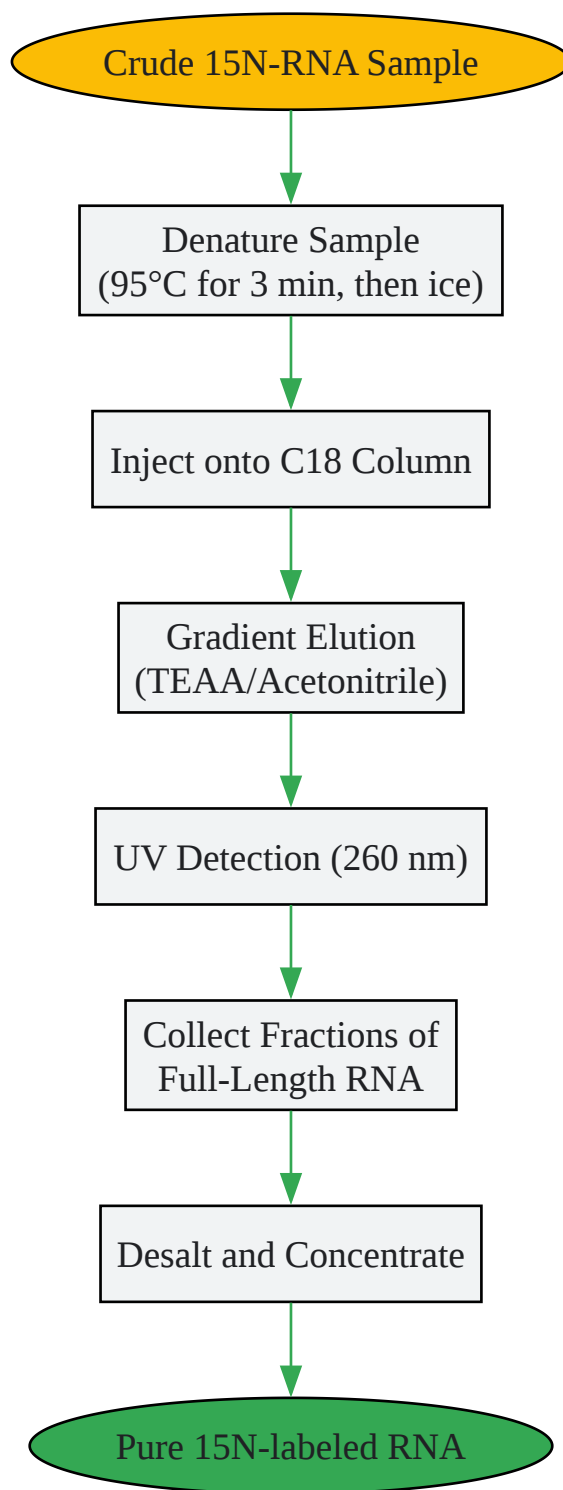 Crude 15N-RNA Sample
Denature Sample
(95°C for 3 min, then ice)
Inject onto C18 Column
Gradient Elution
(TEAA/Acetonitrile)
UV Detection (260 nm)
Collect Fractions of
Full-Length RNA
Desalt and Concentrate
Pure 15N-labeled RNA